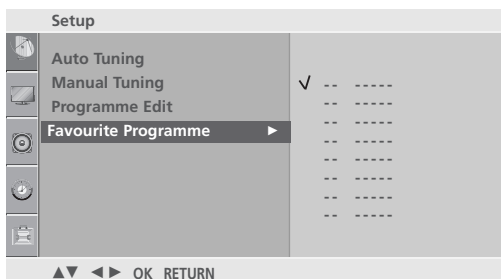 Setup
Auto Tuning
Manual Tuning
Programme Edit
Favourite Programme ►
✓ -- -----
-- -----
-- -----
-- -----
-- -----
-- -----
-- -----
-- -----
▲▼ ◄► OK RETURN